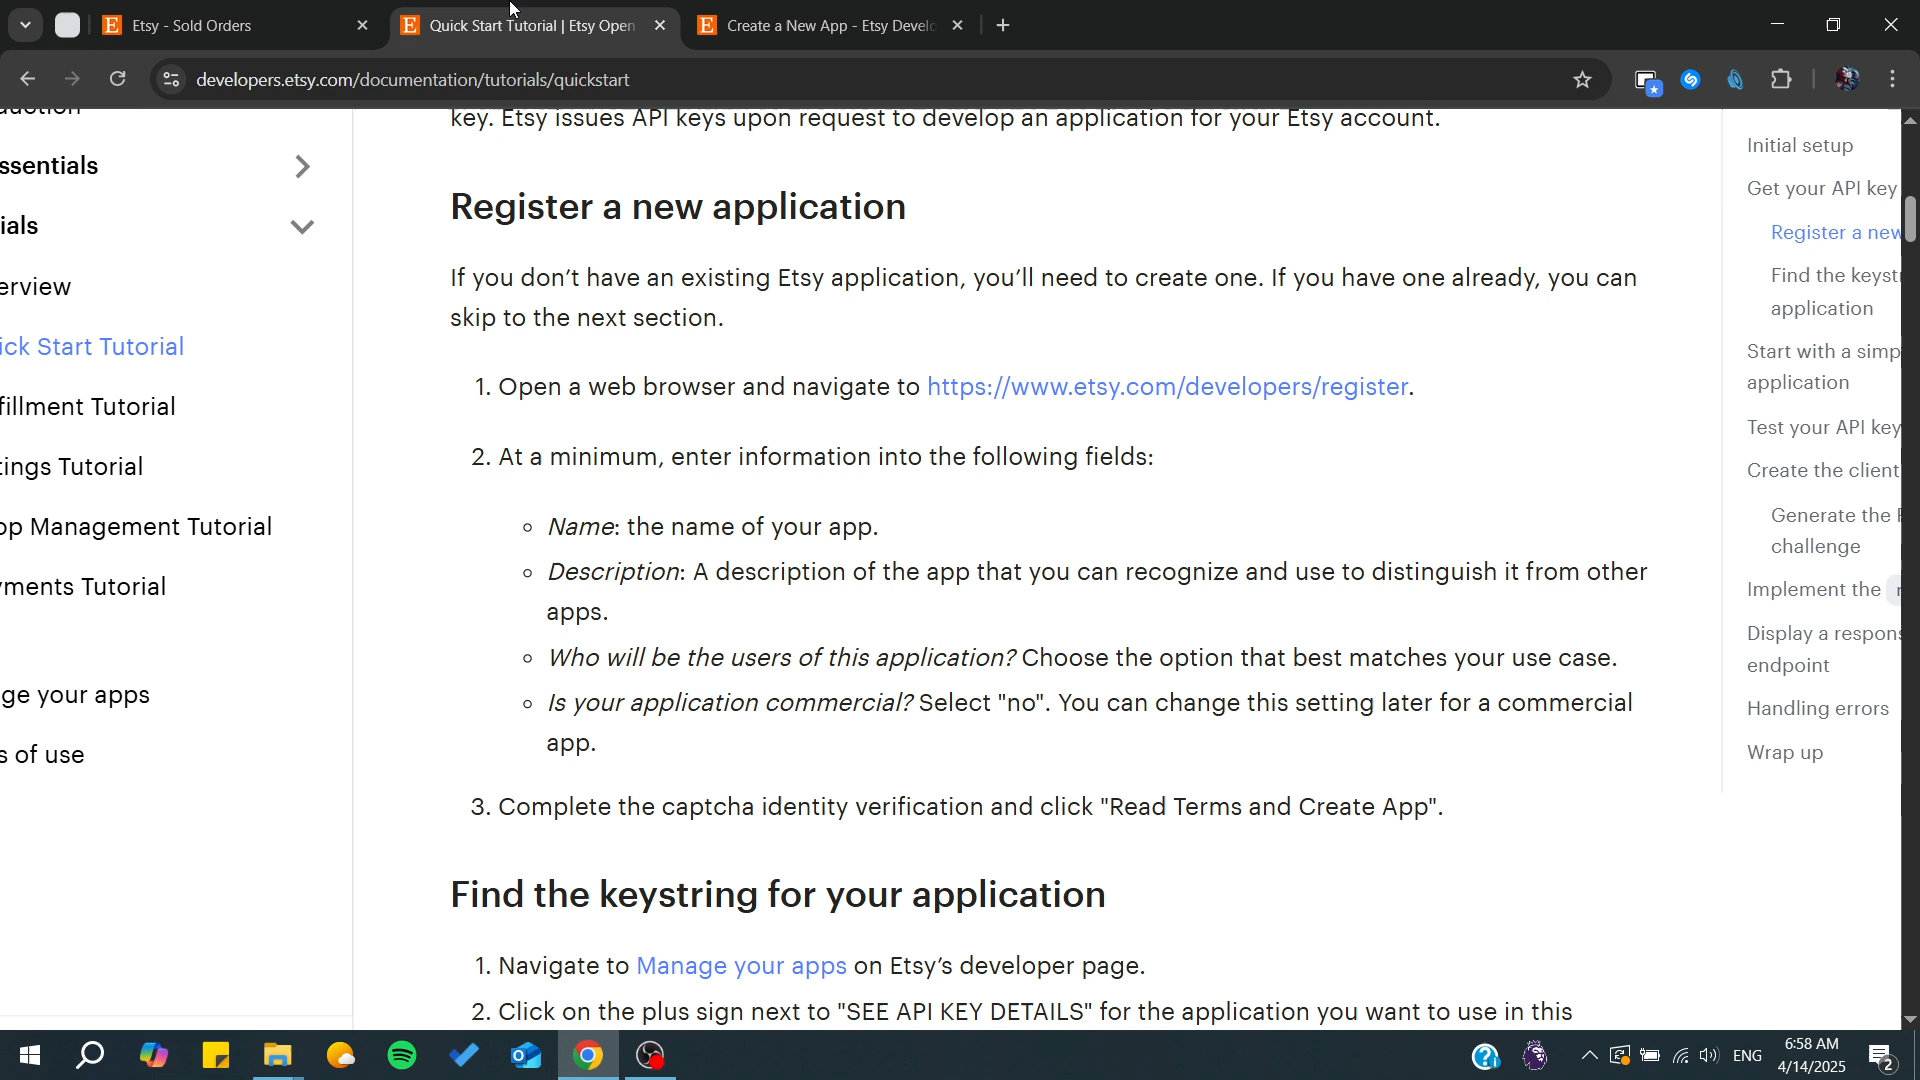 Etsy - Sold Orders
Quick Start Tutorial | Etsy Open
Create a New App - Etsy Develo
developers.etsy.com/documentation/tutorials/quickstart
key. Etsy issues API keys upon request to develop an application for your Etsy account.
ssentials
ials
erview
ick Start Tutorial
fillment Tutorial
tings Tutorial
op Management Tutorial
yments Tutorial
ge your apps
s of use
Register a new application
If you don't have an existing Etsy application, you'll need to create one. If you have one already, you can
skip to the next section.
1. Open a web browser and navigate to https://www.etsy.com/developers/register.
2. At a minimum, enter information into the following fields:
Name: the name of your app.
Description: A description of the app that you can recognize and use to distinguish it from other
apps.
Who will be the users of this application? Choose the option that best matches your use case.
Is your application commercial? Select "no". You can change this setting later for a commercial
app.
3. Complete the captcha identity verification and click "Read Terms and Create App".
Find the keystring for your application
1. Navigate to Manage your apps on Etsy's developer page.
2. Click on the plus sign next to "SEE API KEY DETAILS" for the application you want to use in this
Initial setup
Get your API key
Register a new
Find the keystr
application
Start with a simp
application
Test your API key
Create the client
Generate the P
challenge
Implement the
Display a respons
endpoint
Handling errors
Wrap up
ENG
6:58 AM
4/14/2025
2